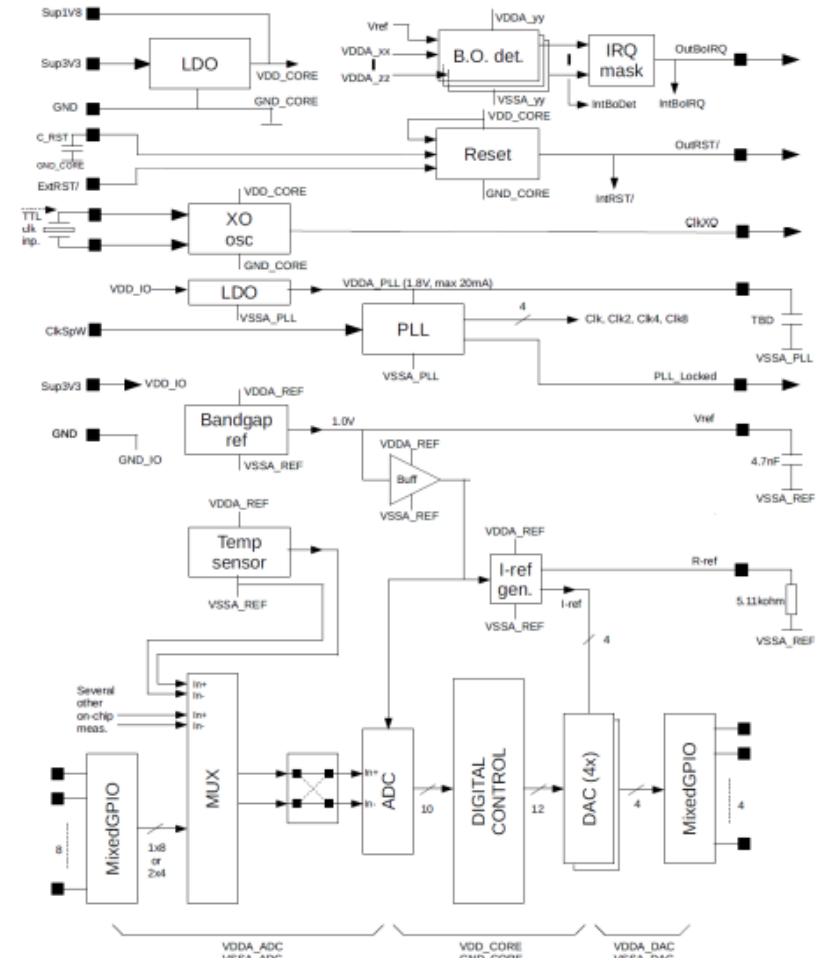 Sup1V8
Sup3V3
LDO
VDD_CORE
GND
GND_CORE
Vref
VDDA_xx
VDDA_zz
VDDA_yy
B.O. det.
VSSA_yy
IRQ
mask
OutBoIRQ
IntBoDet
IntBoIRQ
C_RST
GND_CORE
ExtRST/
VDD_CORE
Reset
GND_CORE
OutRST/
IntRST/
TTL
clk
inp.
VDD_CORE
XO
osc
GND_CORE
ClkXO
VDD_IO
LDO
VSSA_PLL
VDDA_PLL (1.8V, max 20mA)
TBD
VSSA_PLL
ClkSpW
PLL
VSSA_PLL
4
Clk, Clk2, Clk4, Clk8
PLL_Locked
Sup3V3
VDD_IO
GND
GND_IO
VDDA_REF
Bandgap
ref
VSSA_REF
1.0V
Vref
4.7nF
VSSA_REF
VDDA_REF
Buff
VSSA_REF
VDDA_REF
Temp
sensor
VSSA_REF
VDDA_REF
I-ref
gen.
VSSA_REF
I-ref
R-ref
5.11kohm
VSSA_REF
4
Several
other
on-chip
meas.
In+
In-
In+
In-
MUX
8
MixedGPIO
1x8
or
2x4
In+
In-
ADC
10
DIGITAL
CONTROL
12
DAC (4x)
4
MixedGPIO
4
VDDA_ADC
VSSA_ADC
VDD_CORE
GND_CORE
VDDA_DAC
VSSA_DAC